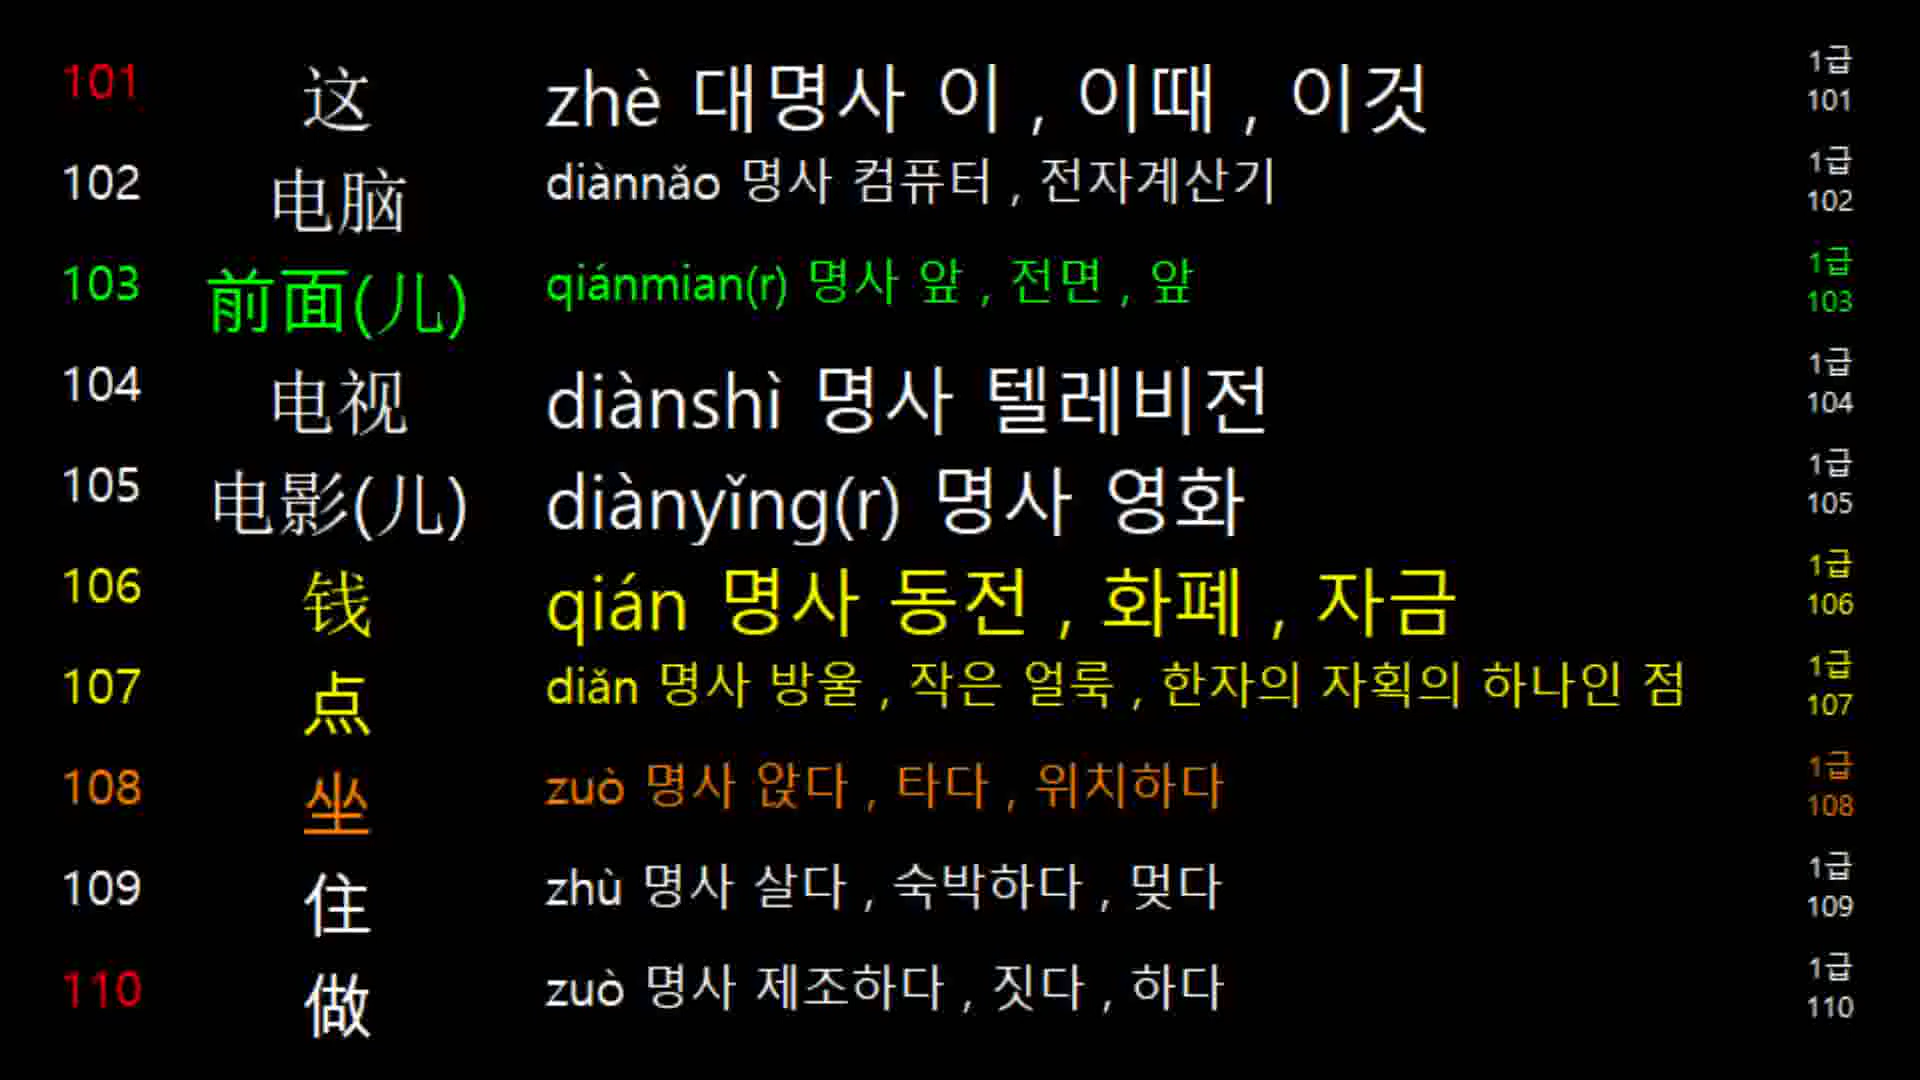 101 这 zhè 대명사 이 , 이때 , 이것 1급 101
102 电脑 diànnǎo 명사 컴퓨터 , 전자계산기 1급 102
103 前面(儿) qiánmian(r) 명사 앞 , 전면 , 앞 1급 103
104 电视 diànshì 명사 텔레비전 1급 104
105 电影(儿) diànyǐng(r) 명사 영화 1급 105
106 钱 qián 명사 동전 , 화폐 , 자금 1급 106
107 点 diǎn 명사 방울 , 작은 얼룩 , 한자의 자획의 하나인 점 1급 107
108 坐 zuò 명사 앉다 , 타다 , 위치하다 1급 108
109 住 zhù 명사 살다 , 숙박하다 , 멎다 1급 109
110 做 zuò 명사 제조하다 , 짓다 , 하다 1급 110